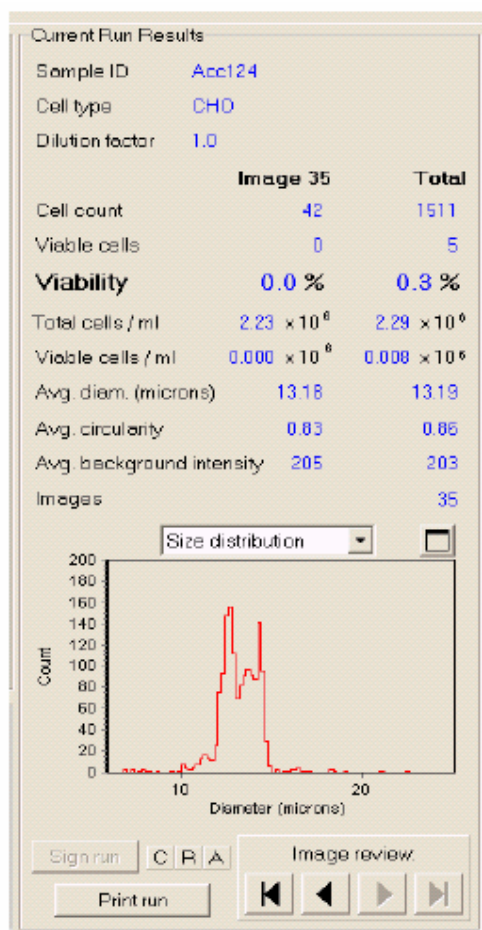 Current Run Results
Sample ID Acc124
Cell type CHO
Dilution factor 1.0
Image 35 Total
Cell count 42 1511
Viable cells 0 5
Viability 0.0 % 0.3 %
Total cells / ml 2.23 x 10⁶ 2.29 x 10⁶
Viable cells / ml 0.000 x 10⁶ 0.008 x 10⁶
Avg. diam. (microns) 13.18 13.19
Avg. circularity 0.83 0.86
Avg. background intensity 205 203
Images 35
Size distribution
200
180
160
140
120
100
80
60
40
20
0
Count
10 20
Diameter (microns)
Sign run C R A
Image review:
Print run